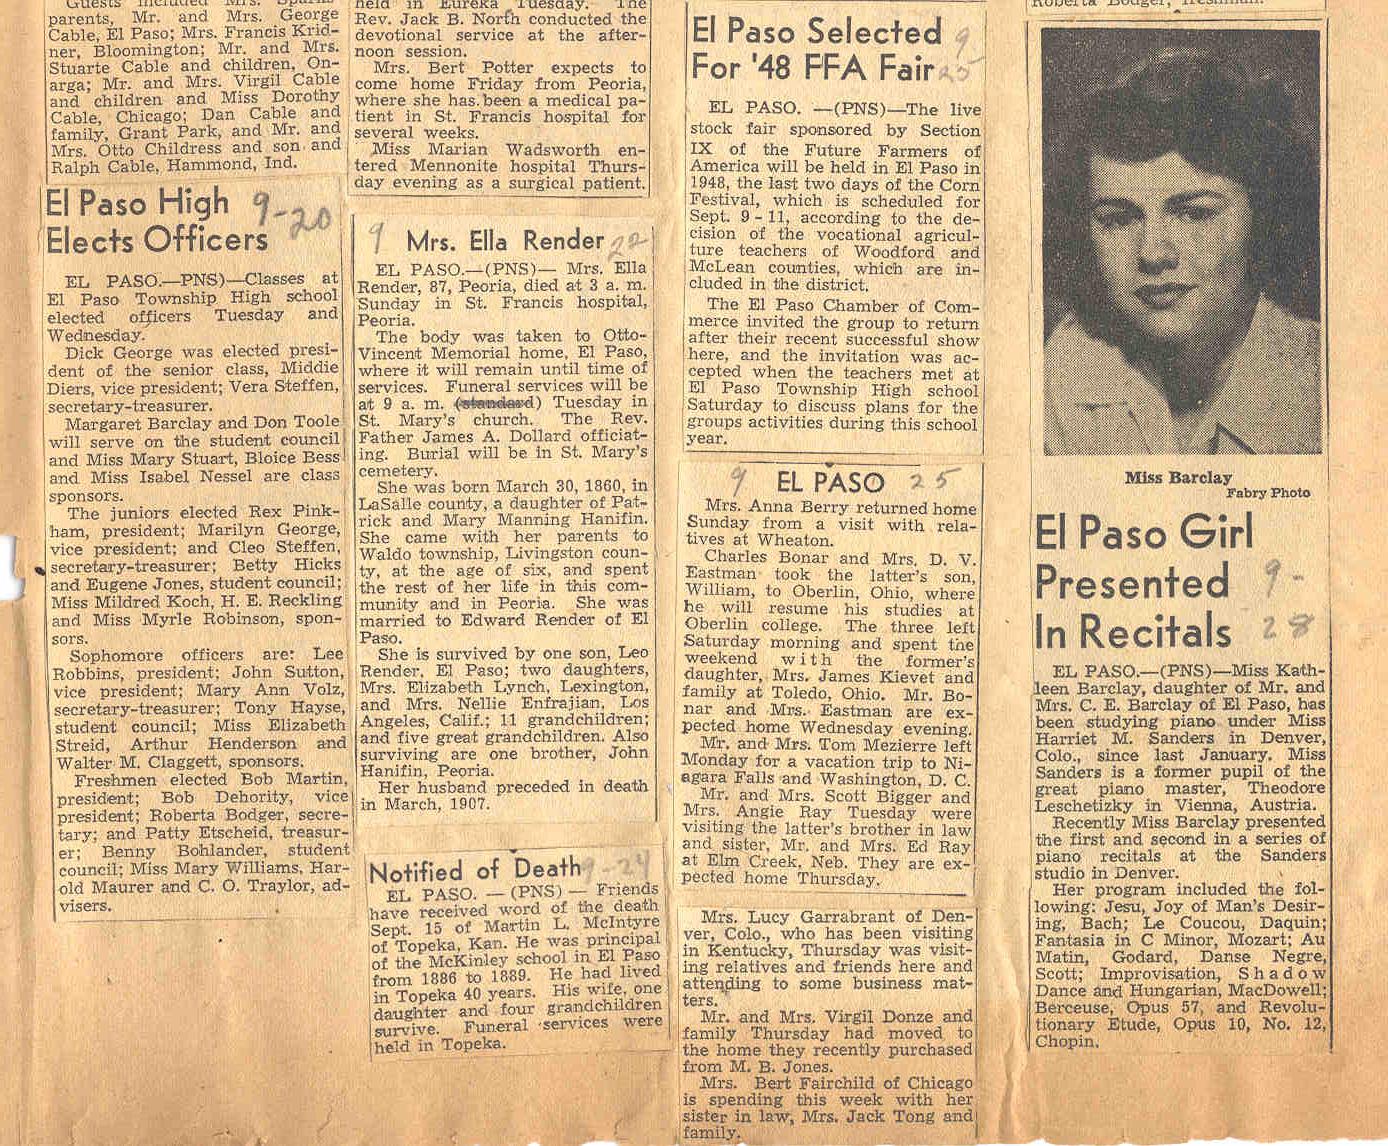 Guests included Mrs. Sparks
parents, Mr. and Mrs. George
Cable, El Paso; Mrs. Francis Krid-
ner, Bloomington; Mr. and Mrs.
Stuarte Cable and children, On-
arga; Mr. and Mrs. Virgil Cable
and children and Miss Dorothy
Cable, Chicago; Dan Cable and
family, Grant Park, and Mr. and
Mrs. Otto Childress and son and
Ralph Cable, Hammond, Ind.
El Paso High 9-20
Elects Officers
EL PASO.—PNS)—Classes at
El Paso Township High school
elected officers Tuesday and
Wednesday.
Dick George was elected presi-
dent of the senior class, Middie
Diers, vice president; Vera Steffen,
secretary-treasurer.
Margaret Barclay and Don Toole
will serve on the student council
and Miss Mary Stuart, Bloice Bess
and Miss Isabel Nessel are class
sponsors.
The juniors elected Rex Pink-
ham, president; Marilyn George,
vice president; and Cleo Steffen,
secretary-treasurer; Betty Hicks
and Eugene Jones, student council;
Miss Mildred Koch, H. E. Reckling
and Miss Myrle Robinson, spon-
sors.
Sophomore officers are: Lee
Robbins, president; John Sutton,
vice president; Mary Ann Volz,
secretary-treasurer; Tony Hayse,
student council; Miss Elizabeth
Streid, Arthur Henderson and
Walter M. Claggett, sponsors.
Freshmen elected Bob Martin,
president; Bob Dehority, vice
president; Roberta Bodger, secre-
tary; and Patty Etscheid, treasur-
er; Benny Bohlander, student
council; Miss Mary Williams, Har-
old Maurer and C. O. Traylor, ad-
visers.
held in Eureka Tuesday. The
Rev. Jack B. North conducted the
devotional service at the after-
noon session.
Mrs. Bert Potter expects to
come home Friday from Peoria,
where she has been a medical pa-
tient in St. Francis hospital for
several weeks.
Miss Marian Wadsworth en-
tered Mennonite hospital Thurs-
day evening as a surgical patient.
9 Mrs. Ella Render 22
EL PASO.—(PNS)— Mrs. Ella
Render, 87, Peoria, died at 3 a. m.
Sunday in St. Francis hospital,
Peoria.
The body was taken to Otto-
Vincent Memorial home, El Paso,
where it will remain until time of
services. Funeral services will be
at 9 a. m. (standard) Tuesday in
St. Mary's church. The Rev.
Father James A. Dollard officiat-
ing. Burial will be in St. Mary's
cemetery.
She was born March 30, 1860, in
LaSalle county, a daughter of Pat-
rick and Mary Manning Hanifin.
She came with her parents to
Waldo township, Livingston coun-
ty, at the age of six, and spent
the rest of her life in this com-
munity and in Peoria. She was
married to Edward Render of El
Paso.
She is survived by one son, Leo
Render, El Paso; two daughters,
Mrs. Elizabeth Lynch, Lexington,
and Mrs. Nellie Enfrajian, Los
Angeles, Calif.; 11 grandchildren;
and five great grandchildren. Also
surviving are one brother, John
Hanifin, Peoria.
Her husband preceded in death
in March, 1907.
Notified of Death 9-24
EL PASO. — (PNS) — Friends
have received word of the death
Sept. 15 of Martin L. McIntyre
of Topeka, Kan. He was principal
of the McKinley school in El Paso
from 1886 to 1889. He had lived
in Topeka 40 years. His wife, one
daughter and four grandchildren
survive. Funeral services were
held in Topeka.
El Paso Selected 9
For '48 FFA Fair 25
EL PASO. —(PNS)—The live
stock fair sponsored by Section
IX of the Future Farmers of
America will be held in El Paso in
1948, the last two days of the Corn
Festival, which is scheduled for
Sept. 9 - 11, according to the de-
cision of the vocational agricul-
ture teachers of Woodford and
McLean counties, which are in-
cluded in the district.
The El Paso Chamber of Com-
merce invited the group to return
after their recent successful show
here, and the invitation was ac-
cepted when the teachers met at
El Paso Township High school
Saturday to discuss plans for the
groups activities during this school
year.
9 EL PASO 25
Mrs. Anna Berry returned home
Sunday from a visit with rela-
tives at Wheaton.
Charles Bonar and Mrs. D. V.
Eastman took the latter's son,
William, to Oberlin, Ohio, where
he will resume his studies at
Oberlin college. The three left
Saturday morning and spent the
weekend with the former's
daughter, Mrs. James Kievet and
family at Toledo, Ohio. Mr. Bo-
nar and Mrs. Eastman are ex-
pected home Wednesday evening.
Mr. and Mrs. Tom Mezierre left
Monday for a vacation trip to Ni-
agara Falls and Washington, D. C.
Mr. and Mrs. Scott Bigger and
Mrs. Angie Ray Tuesday were
visiting the latter's brother in law
and sister, Mr. and Mrs. Ed Ray
at Elm Creek, Neb. They are ex-
pected home Thursday.
Mrs. Lucy Garrabrant of Den-
ver, Colo., who has been visiting
in Kentucky, Thursday was visit-
ing relatives and friends here and
attending to some business mat-
ters.
Mr. and Mrs. Virgil Donze and
family Thursday had moved to
the home they recently purchased
from M. B. Jones.
Mrs. Bert Fairchild of Chicago
is spending this week with her
sister in law, Mrs. Jack Tong and
family.
Roberta Bodger, freshman.
Miss Barclay
Fabry Photo
El Paso Girl
Presented 9-
In Recitals 28
EL PASO.—(PNS)—Miss Kath-
leen Barclay, daughter of Mr. and
Mrs. C. E. Barclay of El Paso, has
been studying piano under Miss
Harriet M. Sanders in Denver,
Colo., since last January. Miss
Sanders is a former pupil of the
great piano master, Theodore
Leschetizky in Vienna, Austria.
Recently Miss Barclay presented
the first and second in a series of
piano recitals at the Sanders
studio in Denver.
Her program included the fol-
lowing: Jesu, Joy of Man's Desir-
ing, Bach; Le Coucou, Daquin;
Fantasia in C Minor, Mozart; Au
Matin, Godard, Danse Negre,
Scott; Improvisation, Shadow
Dance and Hungarian, MacDowell;
Berceuse, Opus 57, and Revolu-
tionary Etude, Opus 10, No. 12,
Chopin.